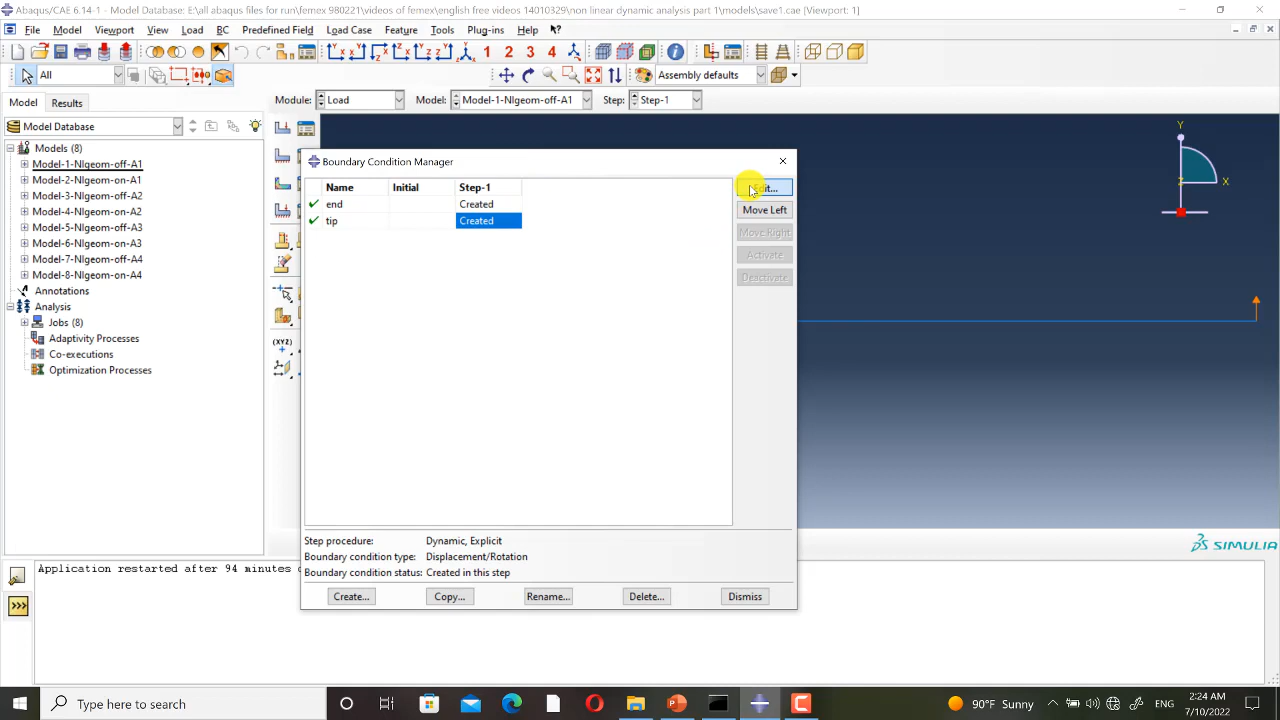 Abaqus/CAE 6.14-1 - Model Database: E:\all abaqus files for run\femex 980221\videos of femex\english free videos 14010329\non linear dynamic analysis part 1\models\save1.cae [Viewport: 1]
File Model Viewport View Load BC Predefined Field Load Case Feature Tools Plug-ins Help
1 2 3 4
All Assembly defaults
Model Results Module: Load Model: Model-1-Nlgeom-off-A1 Step: Step-1
Model Database
Models (8)
Model-1-Nlgeom-off-A1
Model-2-Nlgeom-on-A1
Model-3-Nlgeom-off-A2
Model-4-Nlgeom-on-A2
Model-5-Nlgeom-off-A3
Model-6-Nlgeom-on-A3
Model-7-Nlgeom-off-A4
Model-8-Nlgeom-on-A4
Annotations
Analysis
Jobs (8)
Adaptivity Processes
Co-executions
Optimization Processes
(XYZ)
Boundary Condition Manager
Name Initial Step-1
end Created
tip Created
Move Left
Move Right
Activate
Deactivate
Step procedure: Dynamic, Explicit
Boundary condition type: Displacement/Rotation
Boundary condition status: Created in this step
Create... Copy... Rename... Delete... Dismiss
Y
Z X
SIMULIA
Application restarted after 94 minutes
>>>
Type here to search
90°F Sunny
ENG
2:24 AM
7/10/2022